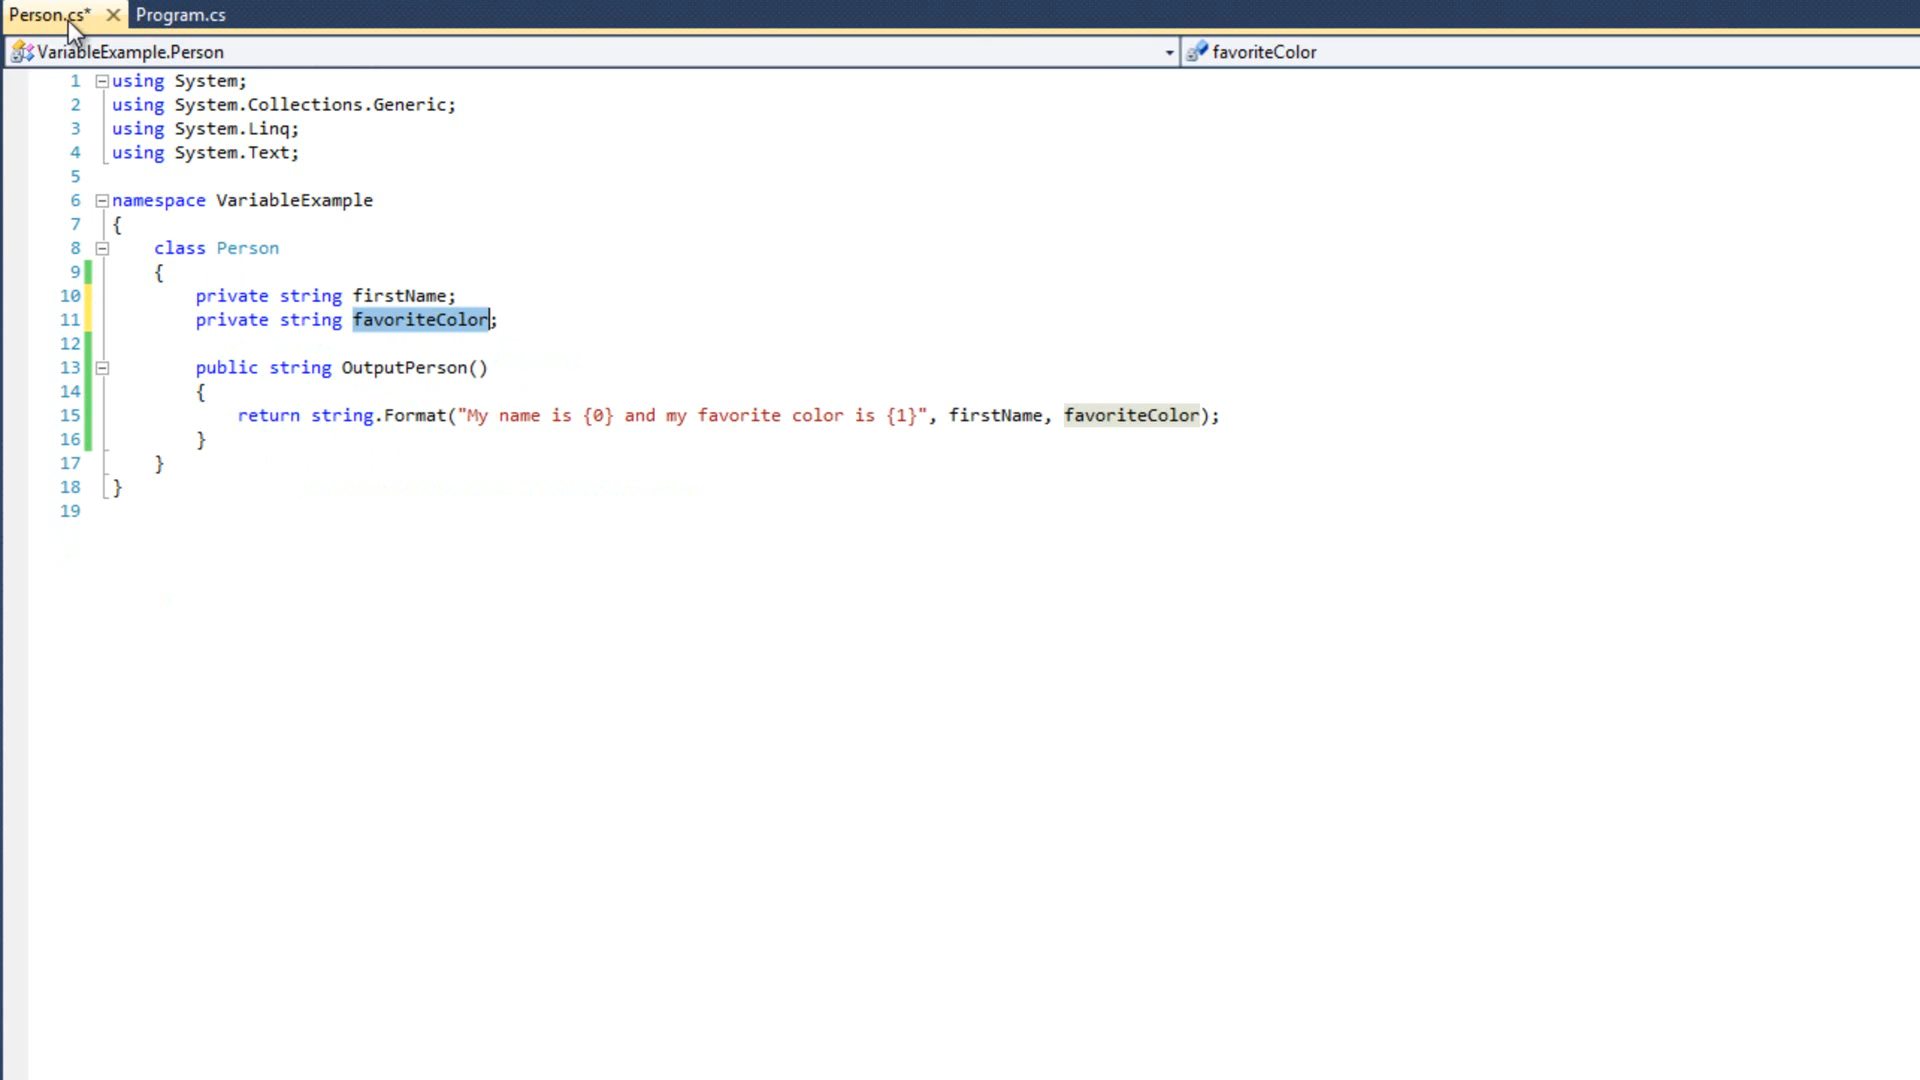 Person.cs* Program.cs
VariableExample.Person favoriteColor
1 using System;
2 using System.Collections.Generic;
3 using System.Linq;
4 using System.Text;
5
6 namespace VariableExample
7 {
8 class Person
9 {
10 private string firstName;
11 private string favoriteColor;
12
13 public string OutputPerson()
14 {
15 return string.Format("My name is {0} and my favorite color is {1}", firstName, favoriteColor);
16 }
17 }
18 }
19